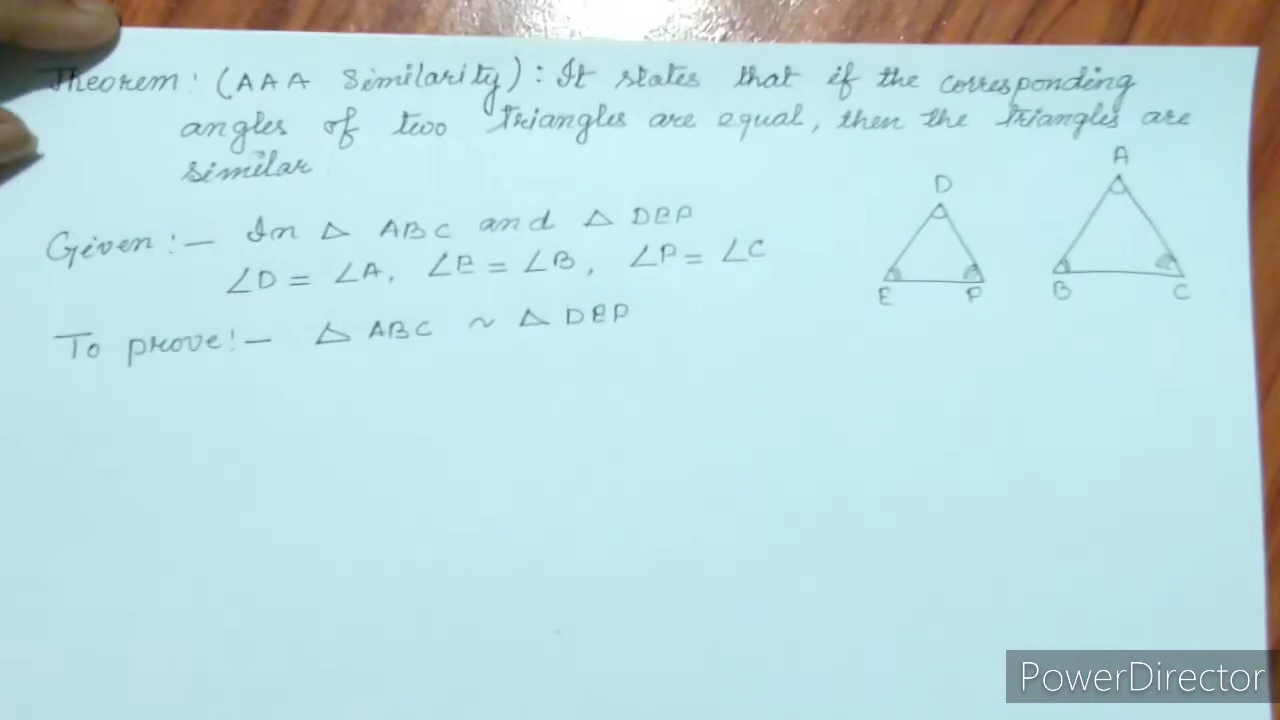 Theorem: (AAA Similarity): It states that if the corresponding
angles of two triangles are equal, then the triangles are
similar
Given:- In △ ABC and △ DEF
∠D = ∠A, ∠E = ∠B, ∠F = ∠C
To prove:- △ ABC ~ △ DEF
D
E F
A
B C
PowerDirector